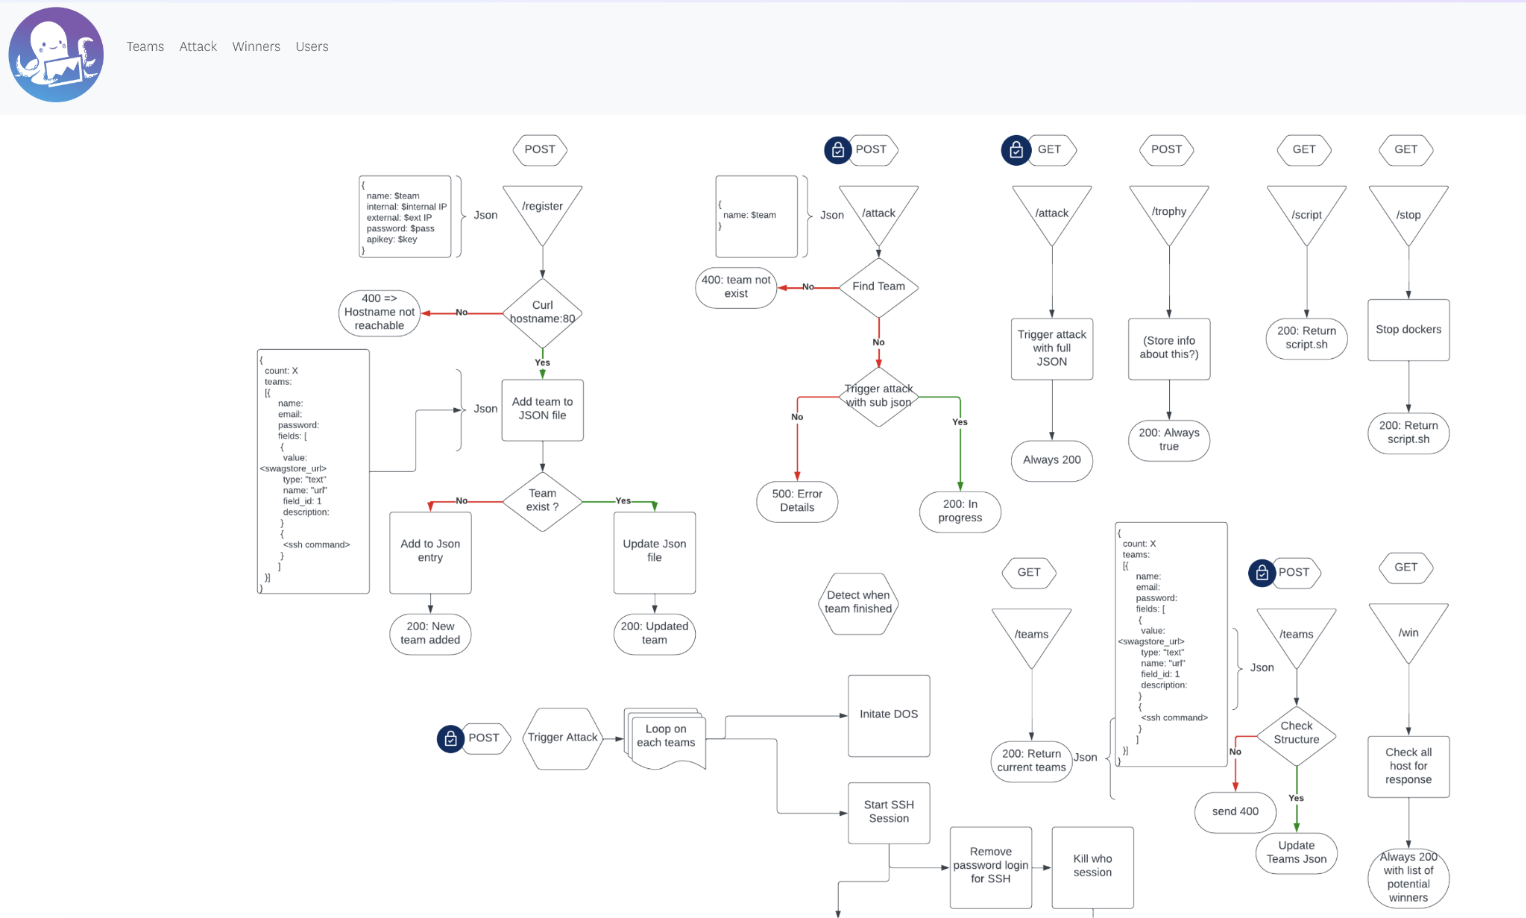 Teams Attack Winners Users
POST
{
name: $team
internal: $internal IP
external: $ext IP
password: $pass
apikey: $key
}
Json
/register
400 =>
Hostname not
reachable
No
Curl
hostname:80
Yes
{
count: X
teams:
[{
name:
email:
password:
fields: [
{
value:
<swagstore_url>
type: "text"
name: "url"
field_id: 1
description:
}
{
<ssh command>
}
]
}]
}
Json
Add team to
JSON file
No
Team
exist ?
Yes
Add to Json
entry
Update Json
file
200: New
team added
200: Updated
team
POST
{
name: $team
}
Json
/attack
400: team not
exist
No
Find Team
No
Trigger attack
with sub json
No
Yes
500: Error
Details
200: In
progress
GET
/attack
Trigger attack
with full
JSON
Always 200
POST
/trophy
(Store info
about this?)
200: Always
true
GET
/script
200: Return
script.sh
GET
/stop
Stop dockers
200: Return
script.sh
Detect when
team finished
POST
Trigger Attack
Loop on
each teams
Initate DOS
Start SSH
Session
Remove
password login
for SSH
Kill who
session
GET
/teams
200: Return
current teams
Json
{
count: X
teams:
[{
name:
email:
password:
fields: [
{
value:
<swagstore_url>
type: "text"
name: "url"
field_id: 1
description:
}
{
<ssh command>
}
]
}]
}
Json
POST
/teams
Check
Structure
No
Yes
send 400
Update
Teams Json
GET
/win
Check all
host for
response
Always 200
with list of
potential
winners